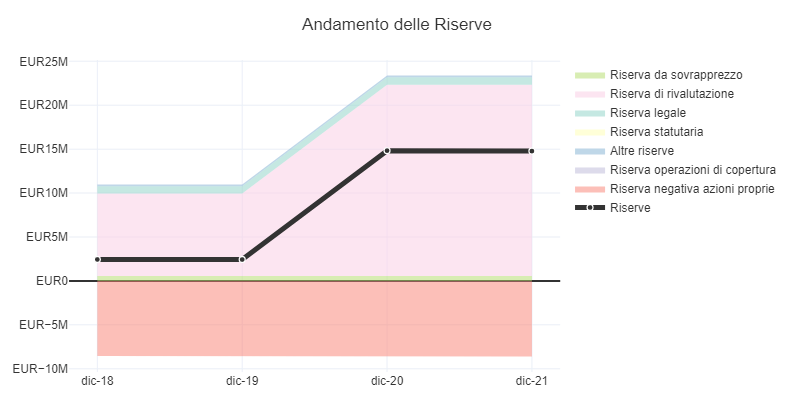 Andamento delle Riserve
EUR25M
EUR20M
EUR15M
EUR10M
EUR5M
EUR0
EUR−5M
EUR−10M
dic-18
dic-19
dic-20
dic-21
Riserva da sovrapprezzo
Riserva di rivalutazione
Riserva legale
Riserva statutaria
Altre riserve
Riserva operazioni di copertura
Riserva negativa azioni proprie
Riserve